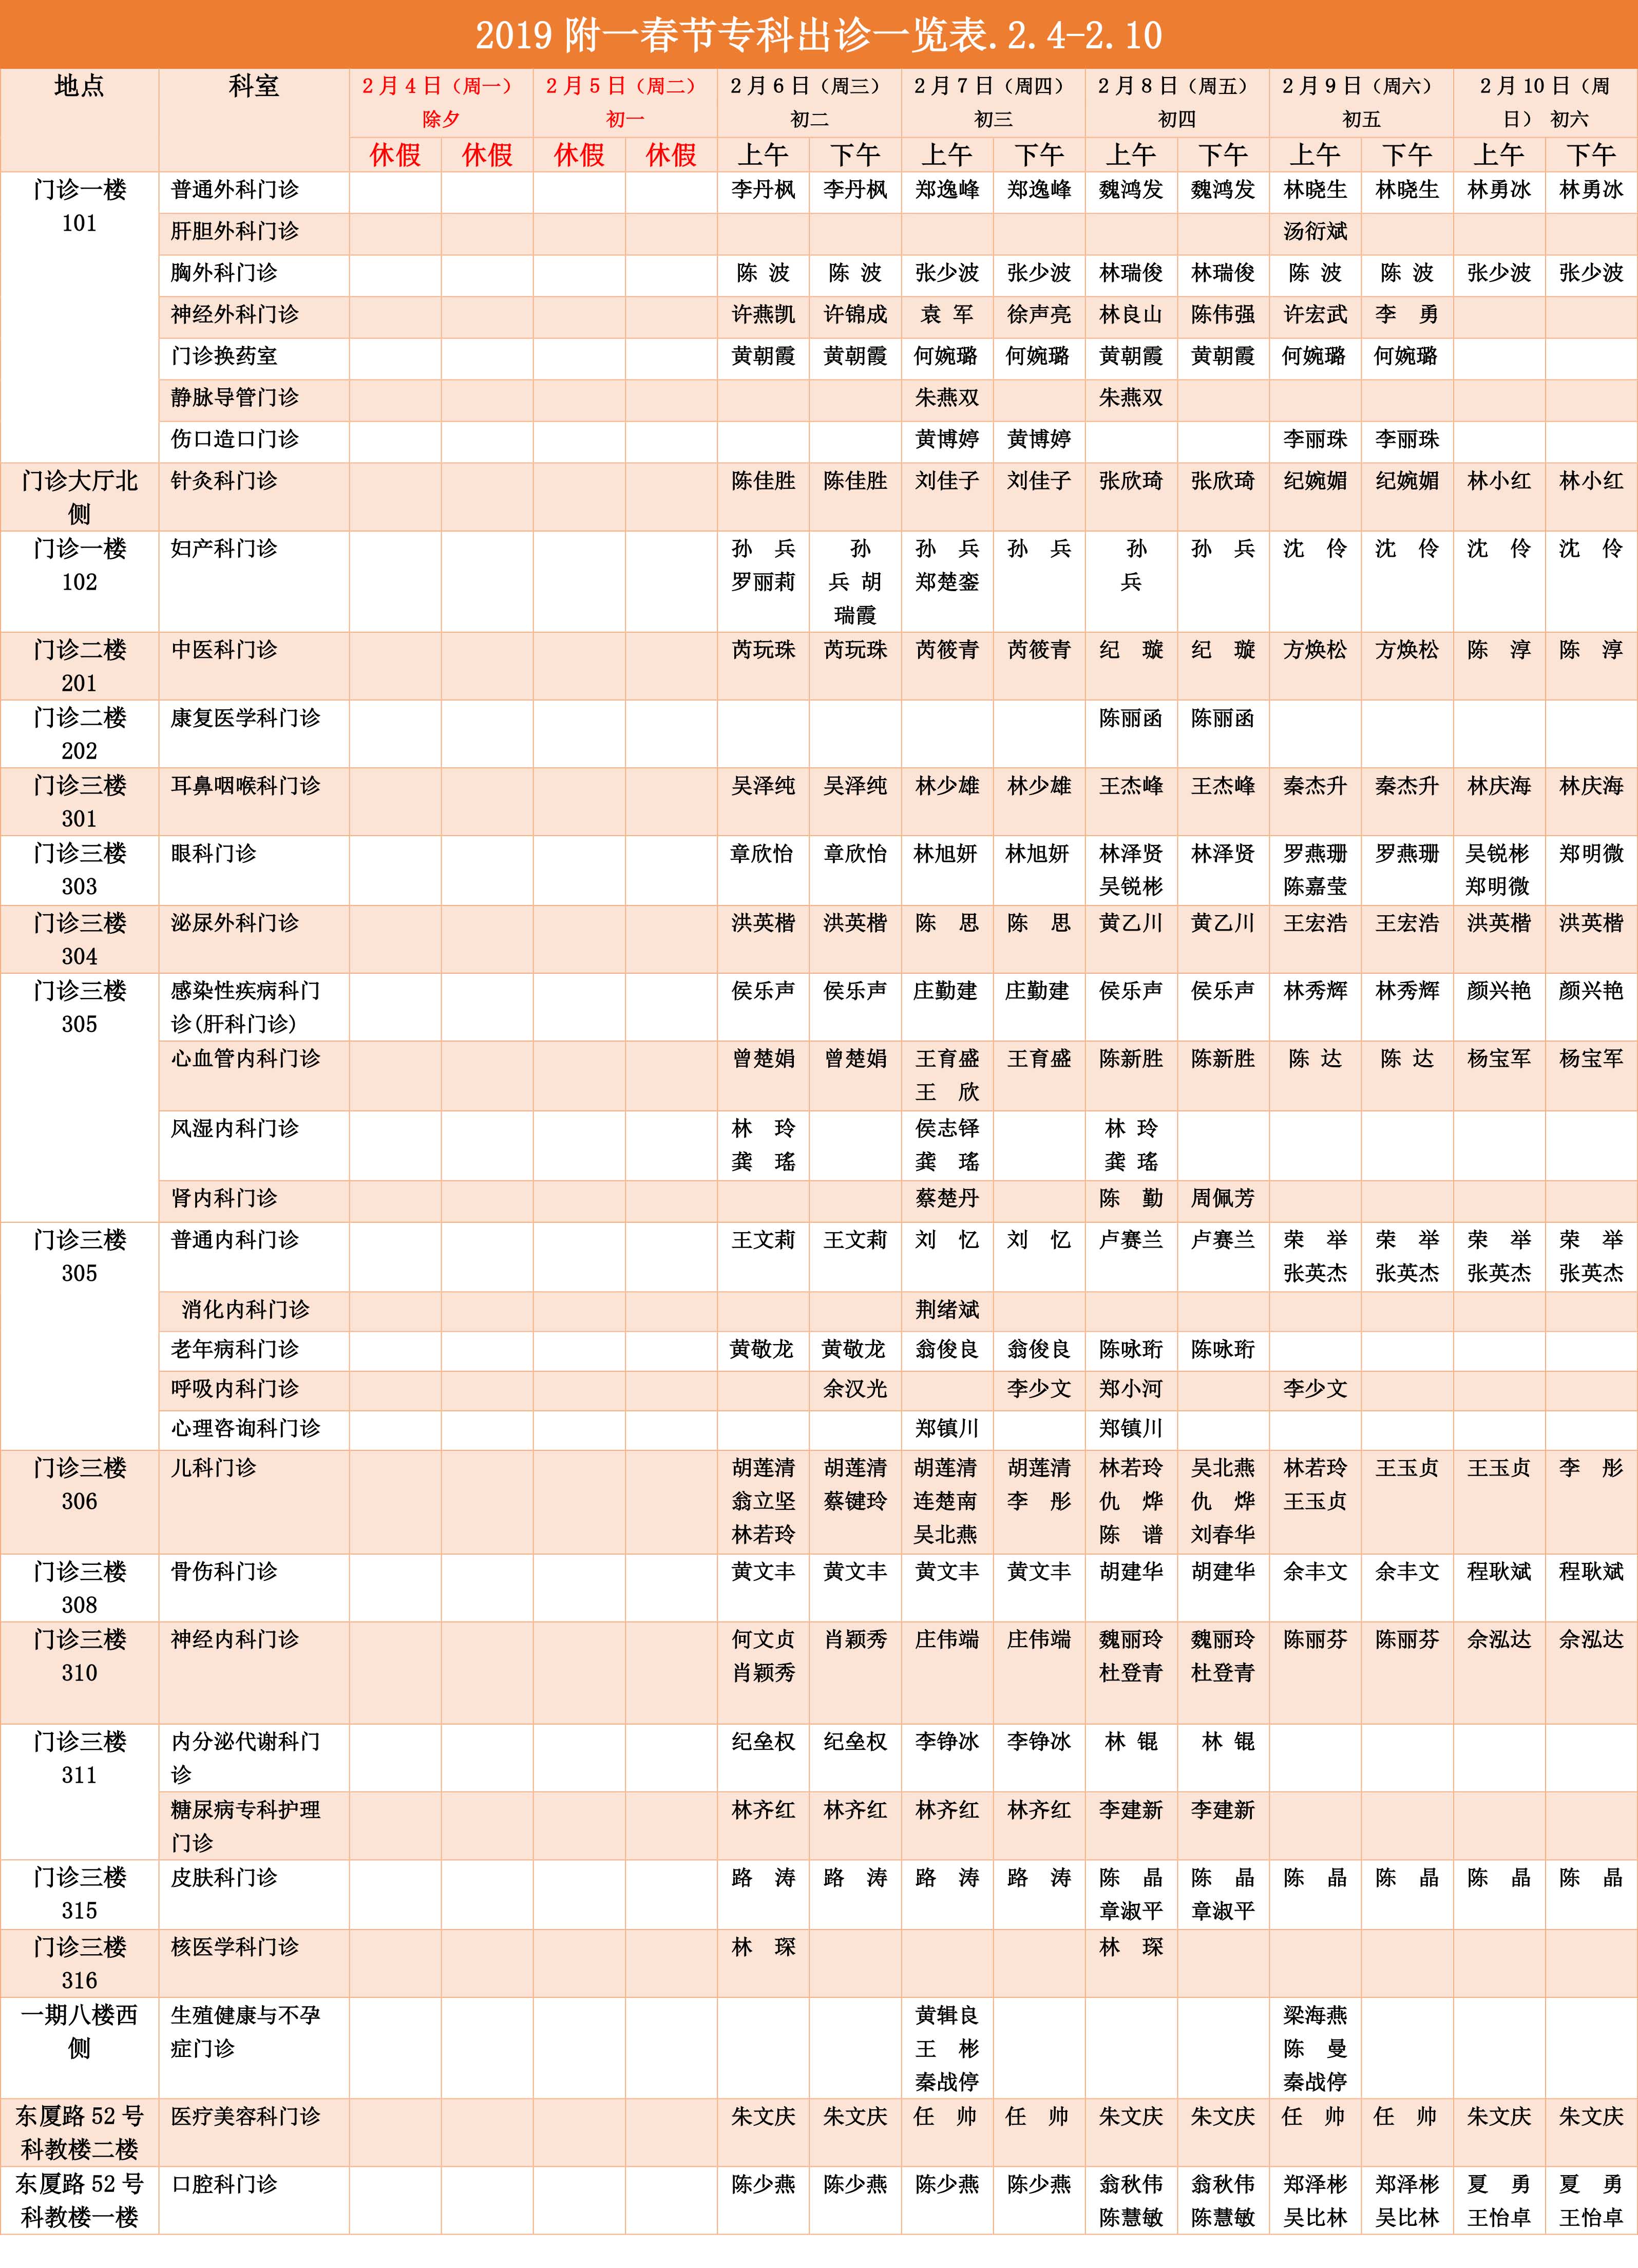 2019 附一春节专科出诊一览表.2.4-2.10
地点 科室 2 月 4 日（周一） 除夕 2 月 5 日（周二） 初一 2 月 6 日（周三） 初二 2 月 7 日（周四） 初三 2 月 8 日（周五） 初四 2 月 9 日（周六） 初五 2 月 10 日（周日） 初六
休假 休假 休假 休假 上午 下午 上午 下午 上午 下午 上午 下午 上午 下午
门诊一楼 101 普通外科门诊 李丹枫 李丹枫 郑逸峰 郑逸峰 魏鸿发 魏鸿发 林晓生 林晓生 林勇冰 林勇冰
肝胆外科门诊 汤衍斌
胸外科门诊 陈 波 陈 波 张少波 张少波 林瑞俊 林瑞俊 陈 波 陈 波 张少波 张少波
神经外科门诊 许燕凯 许锦成 袁 军 徐声亮 林良山 陈伟强 许宏武 李 勇
门诊换药室 黄朝霞 黄朝霞 何婉璐 何婉璐 黄朝霞 黄朝霞 何婉璐 何婉璐
静脉导管门诊 朱燕双 朱燕双
伤口造口门诊 黄博婷 黄博婷 李丽珠 李丽珠
门诊大厅北侧 针灸科门诊 陈佳胜 陈佳胜 刘佳子 刘佳子 张欣琦 张欣琦 纪婉媚 纪婉媚 林小红 林小红
门诊一楼 102 妇产科门诊 孙 兵 罗丽莉 孙 兵 胡瑞霞 孙 兵 郑楚銮 孙 兵 孙 兵 孙 兵 沈 伶 沈 伶 沈 伶 沈 伶
门诊二楼 201 中医科门诊 芮玩珠 芮玩珠 芮筱青 芮筱青 纪 璇 纪 璇 方焕松 方焕松 陈 淳 陈 淳
门诊二楼 202 康复医学科门诊 陈丽函 陈丽函
门诊三楼 301 耳鼻咽喉科门诊 吴泽纯 吴泽纯 林少雄 林少雄 王杰峰 王杰峰 秦杰升 秦杰升 林庆海 林庆海
门诊三楼 303 眼科门诊 章欣怡 章欣怡 林旭妍 林旭妍 林泽贤 吴锐彬 林泽贤 罗燕珊 陈嘉莹 罗燕珊 吴锐彬 郑明微 郑明微
门诊三楼 304 泌尿外科门诊 洪英楷 洪英楷 陈 思 陈 思 黄乙川 黄乙川 王宏浩 王宏浩 洪英楷 洪英楷
门诊三楼 305 感染性疾病科门诊(肝科门诊) 侯乐声 侯乐声 庄勤建 庄勤建 侯乐声 侯乐声 林秀辉 林秀辉 颜兴艳 颜兴艳
心血管内科门诊 曾楚娟 曾楚娟 王育盛 王 欣 王育盛 陈新胜 陈新胜 陈 达 陈 达 杨宝军 杨宝军
风湿内科门诊 林 玲 龚 瑤 侯志铎 龚 瑤 林 玲 龚 瑤
肾内科门诊 蔡楚丹 陈 勤 周佩芳
门诊三楼 305 普通内科门诊 王文莉 王文莉 刘 忆 刘 忆 卢赛兰 卢赛兰 荣 举 张英杰 荣 举 张英杰 荣 举 张英杰 荣 举 张英杰
消化内科门诊 荆绪斌
老年病科门诊 黄敬龙 黄敬龙 翁俊良 翁俊良 陈咏珩 陈咏珩
呼吸内科门诊 余汉光 李少文 郑小河 李少文
心理咨询科门诊 郑镇川 郑镇川
门诊三楼 306 儿科门诊 胡莲清 翁立坚 林若玲 胡莲清 蔡键玲 胡莲清 连楚南 吴北燕 胡莲清 李 彤 林若玲 仇 烨 陈 谱 吴北燕 仇 烨 刘春华 林若玲 王玉贞 王玉贞 王玉贞 李 彤
门诊三楼 308 骨伤科门诊 黄文丰 黄文丰 黄文丰 黄文丰 胡建华 胡建华 余丰文 余丰文 程耿斌 程耿斌
门诊三楼 310 神经内科门诊 何文贞 肖颖秀 肖颖秀 庄伟端 庄伟端 魏丽玲 杜登青 魏丽玲 杜登青 陈丽芬 陈丽芬 佘泓达 佘泓达
门诊三楼 311 内分泌代谢科门诊 纪垒权 纪垒权 李铮冰 李铮冰 林 锟 林 锟
糖尿病专科护理门诊 林齐红 林齐红 林齐红 林齐红 李建新 李建新
门诊三楼 315 皮肤科门诊 路 涛 路 涛 路 涛 路 涛 陈 晶 章淑平 陈 晶 章淑平 陈 晶 陈 晶 陈 晶 陈 晶
门诊三楼 316 核医学科门诊 林 琛 林 琛
一期八楼西侧 生殖健康与不孕症门诊 黄辑良 王 彬 秦战停 梁海燕 陈 曼 秦战停
东厦路 52 号科教楼二楼 医疗美容科门诊 朱文庆 朱文庆 任 帅 任 帅 朱文庆 朱文庆 任 帅 任 帅 朱文庆 朱文庆
东厦路 52 号科教楼一楼 口腔科门诊 陈少燕 陈少燕 陈少燕 陈少燕 翁秋伟 陈慧敏 翁秋伟 陈慧敏 郑泽彬 吴比林 郑泽彬 吴比林 夏 勇 王怡卓 夏 勇 王怡卓